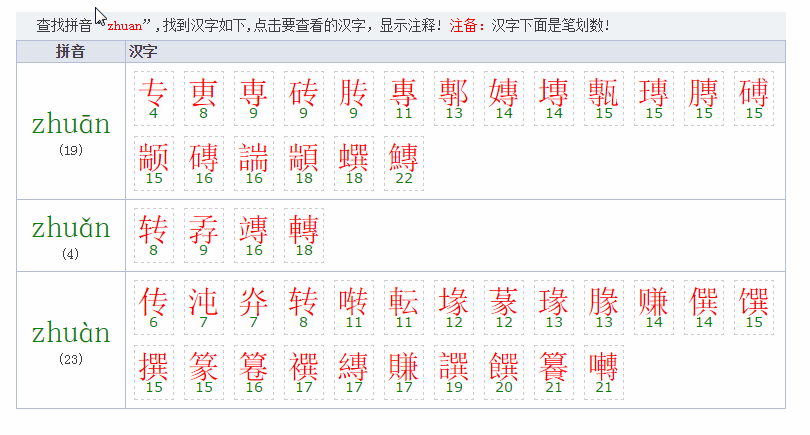 查找拼音“zhuan”,找到汉字如下,点击要查看的汉字，显示注释! 注备: 汉字下面是笔划数!
拼音 汉字
zhuān
(19)
专 叀 専 砖 䏝 專 鄟 嫥 塼 甎 瑼 膞 磗
4 8 9 9 9 11 13 14 14 15 15 15 15
颛 磚 諯 顓 蟤 鱄
15 16 16 18 18 22
zhuǎn
(4)
转 孨 竱 轉
8 9 16 18
zhuàn
(23)
传 沌 灷 转 啭 転 堟 蒃 瑑 腞 赚 僎 馔
6 7 7 8 11 11 12 12 13 13 14 14 15
撰 篆 篹 襈 縳 賺 譔 饌 籑 囀
15 15 16 17 17 17 19 20 21 21